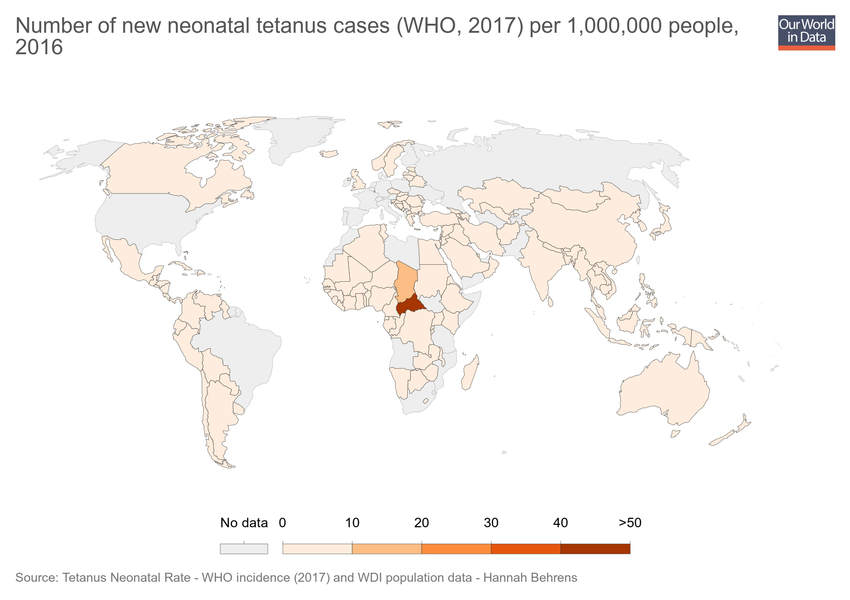 Number of new neonatal tetanus cases (WHO, 2017) per 1,000,000 people,
2016
Our World
in Data
No data 0 10 20 30 40 >50
Source: Tetanus Neonatal Rate - WHO incidence (2017) and WDI population data - Hannah Behrens